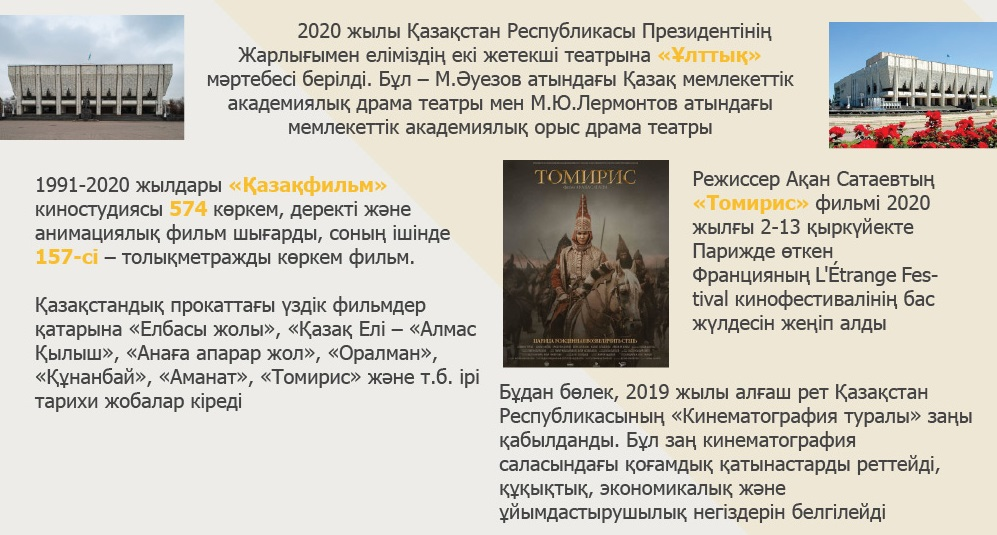 2020 жылы Қазақстан Республикасы Президентінің
Жарлығымен еліміздің екі жетекші театрына «Ұлттық»
мәртебесі берілді. Бұл – М.Әуезов атындағы Қазақ мемлекеттік
академиялық драма театры мен М.Ю.Лермонтов атындағы
мемлекеттік академиялық орыс драма театры
1991-2020 жылдары «Қазақфильм»
киностудиясы 574 көркем, деректі және
анимациялық фильм шығарды, соның ішінде
157-сі – толықметражды көркем фильм.
Қазақстандық прокаттағы үздік фильмдер
қатарына «Елбасы жолы», «Қазақ Елі – «Алмас
Қылыш», «Анаға апарар жол», «Оралман»,
«Құнанбай», «Аманат», «Томирис» және т.б. ірі
тарихи жобалар кіреді
ТОМИРИС
ЦАРИЦА РОЖДЕННАЯ ВОЗВЕЛИЧИТЬ СТЕПЬ
Режиссер Ақан Сатаевтың
«Томирис» фильмі 2020
жылғы 2-13 қыркүйекте
Парижде өткен
Францияның L'Étrange Fes-
tival кинофестивалінің бас
жүлдесін жеңіп алды
Бұдан бөлек, 2019 жылы алғаш рет Қазақстан
Республикасының «Кинематография туралы» заңы
қабылданды. Бұл заң кинематография
саласындағы қоғамдық қатынастарды реттейді,
құқықтық, экономикалық және
ұйымдастырушылық негіздерін белгілейді